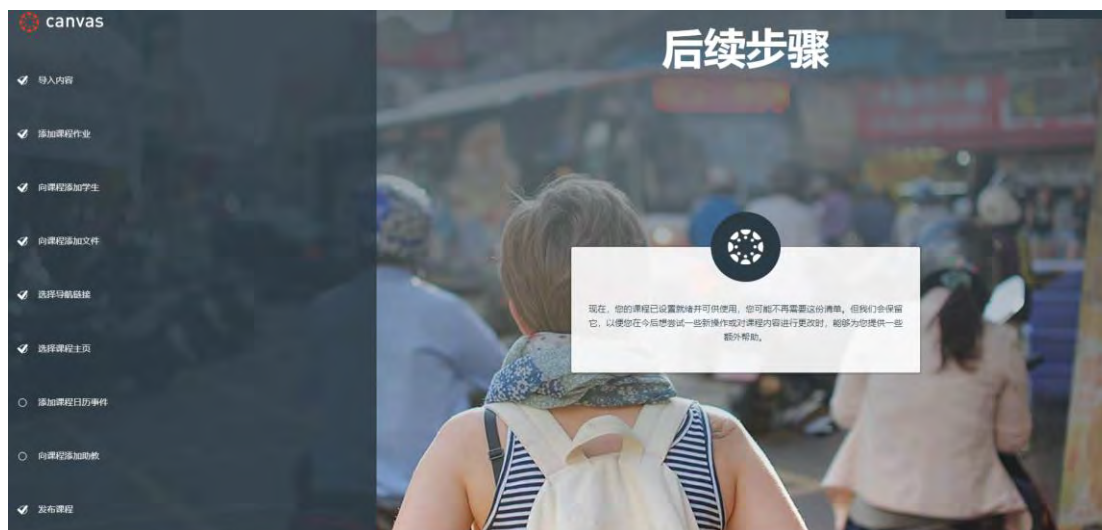 canvas
导入内容
添加课程作业
向课程添加学生
向课程添加文件
选择导航链接
选择课程主页
添加课程日历事件
向课程添加助教
发布课程
后续步骤
现在，您的课程已设置就绪并可供使用，您可能不再需要这份清单。但我们会保留
它，以便您在今后想尝试一些新操作或对课程内容进行更改时，能够为您提供一些
额外帮助。